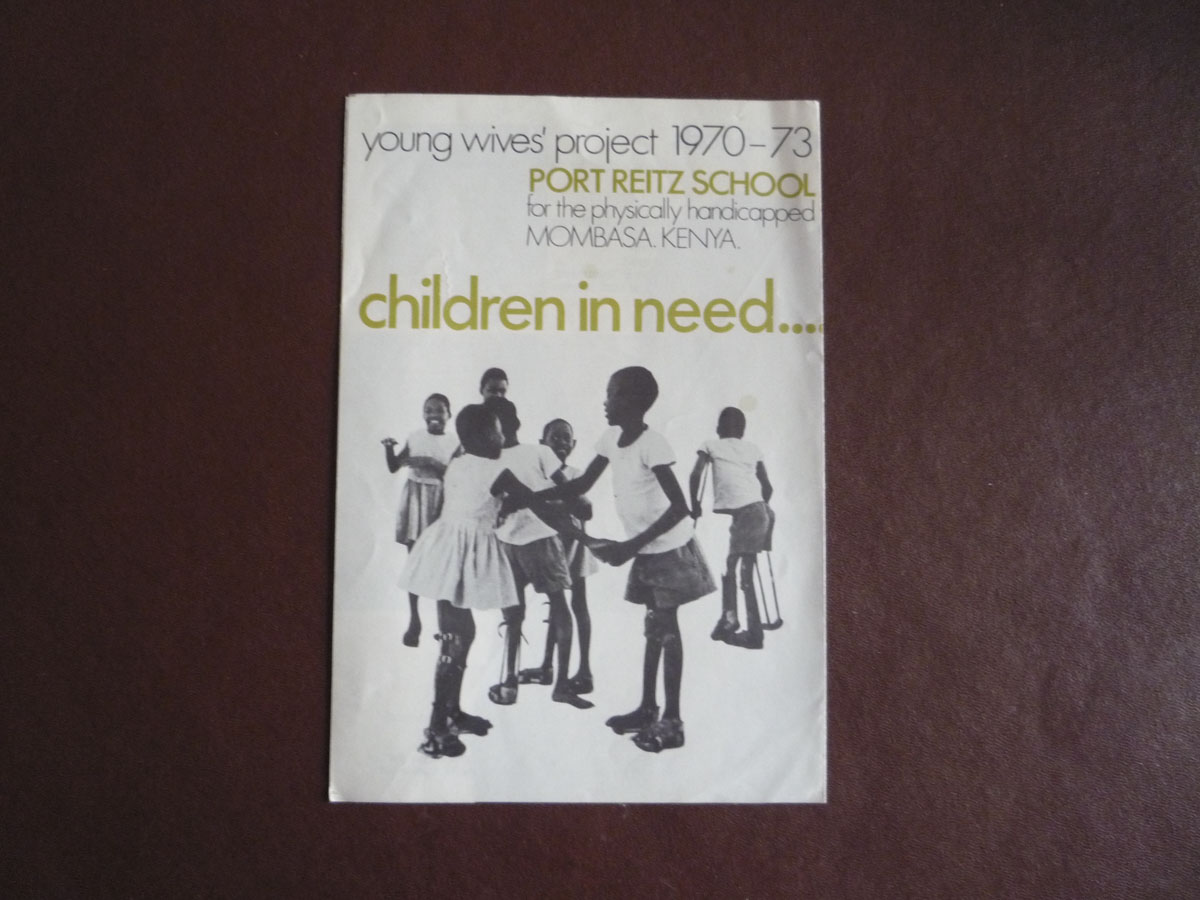 young wives' project 1970-73
PORT REITZ SCHOOL
for the physically handicapped
MOMBASA. KENYA.
children in need....